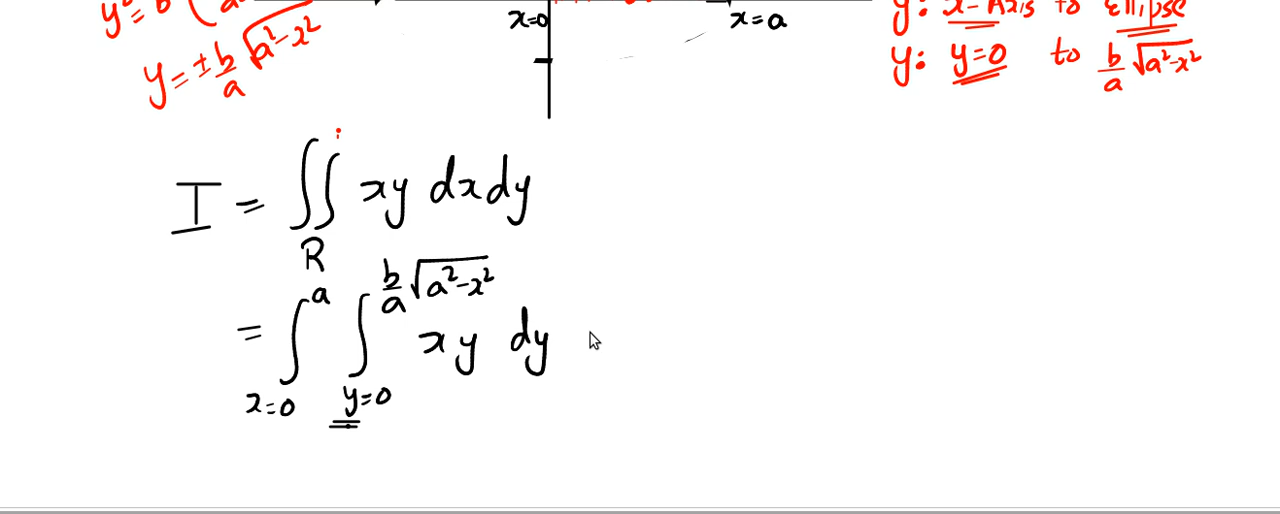 x=0 x=a
y: x-Axis to Ellipse
y = ± b/a √(a²-x²)
y: y=0 to b/a √(a²-x²)
I = ∬_R xy dx dy
= ∫_{x=0}^{a} ∫_{y=0}^{b/a √(a²-x²)} xy dy